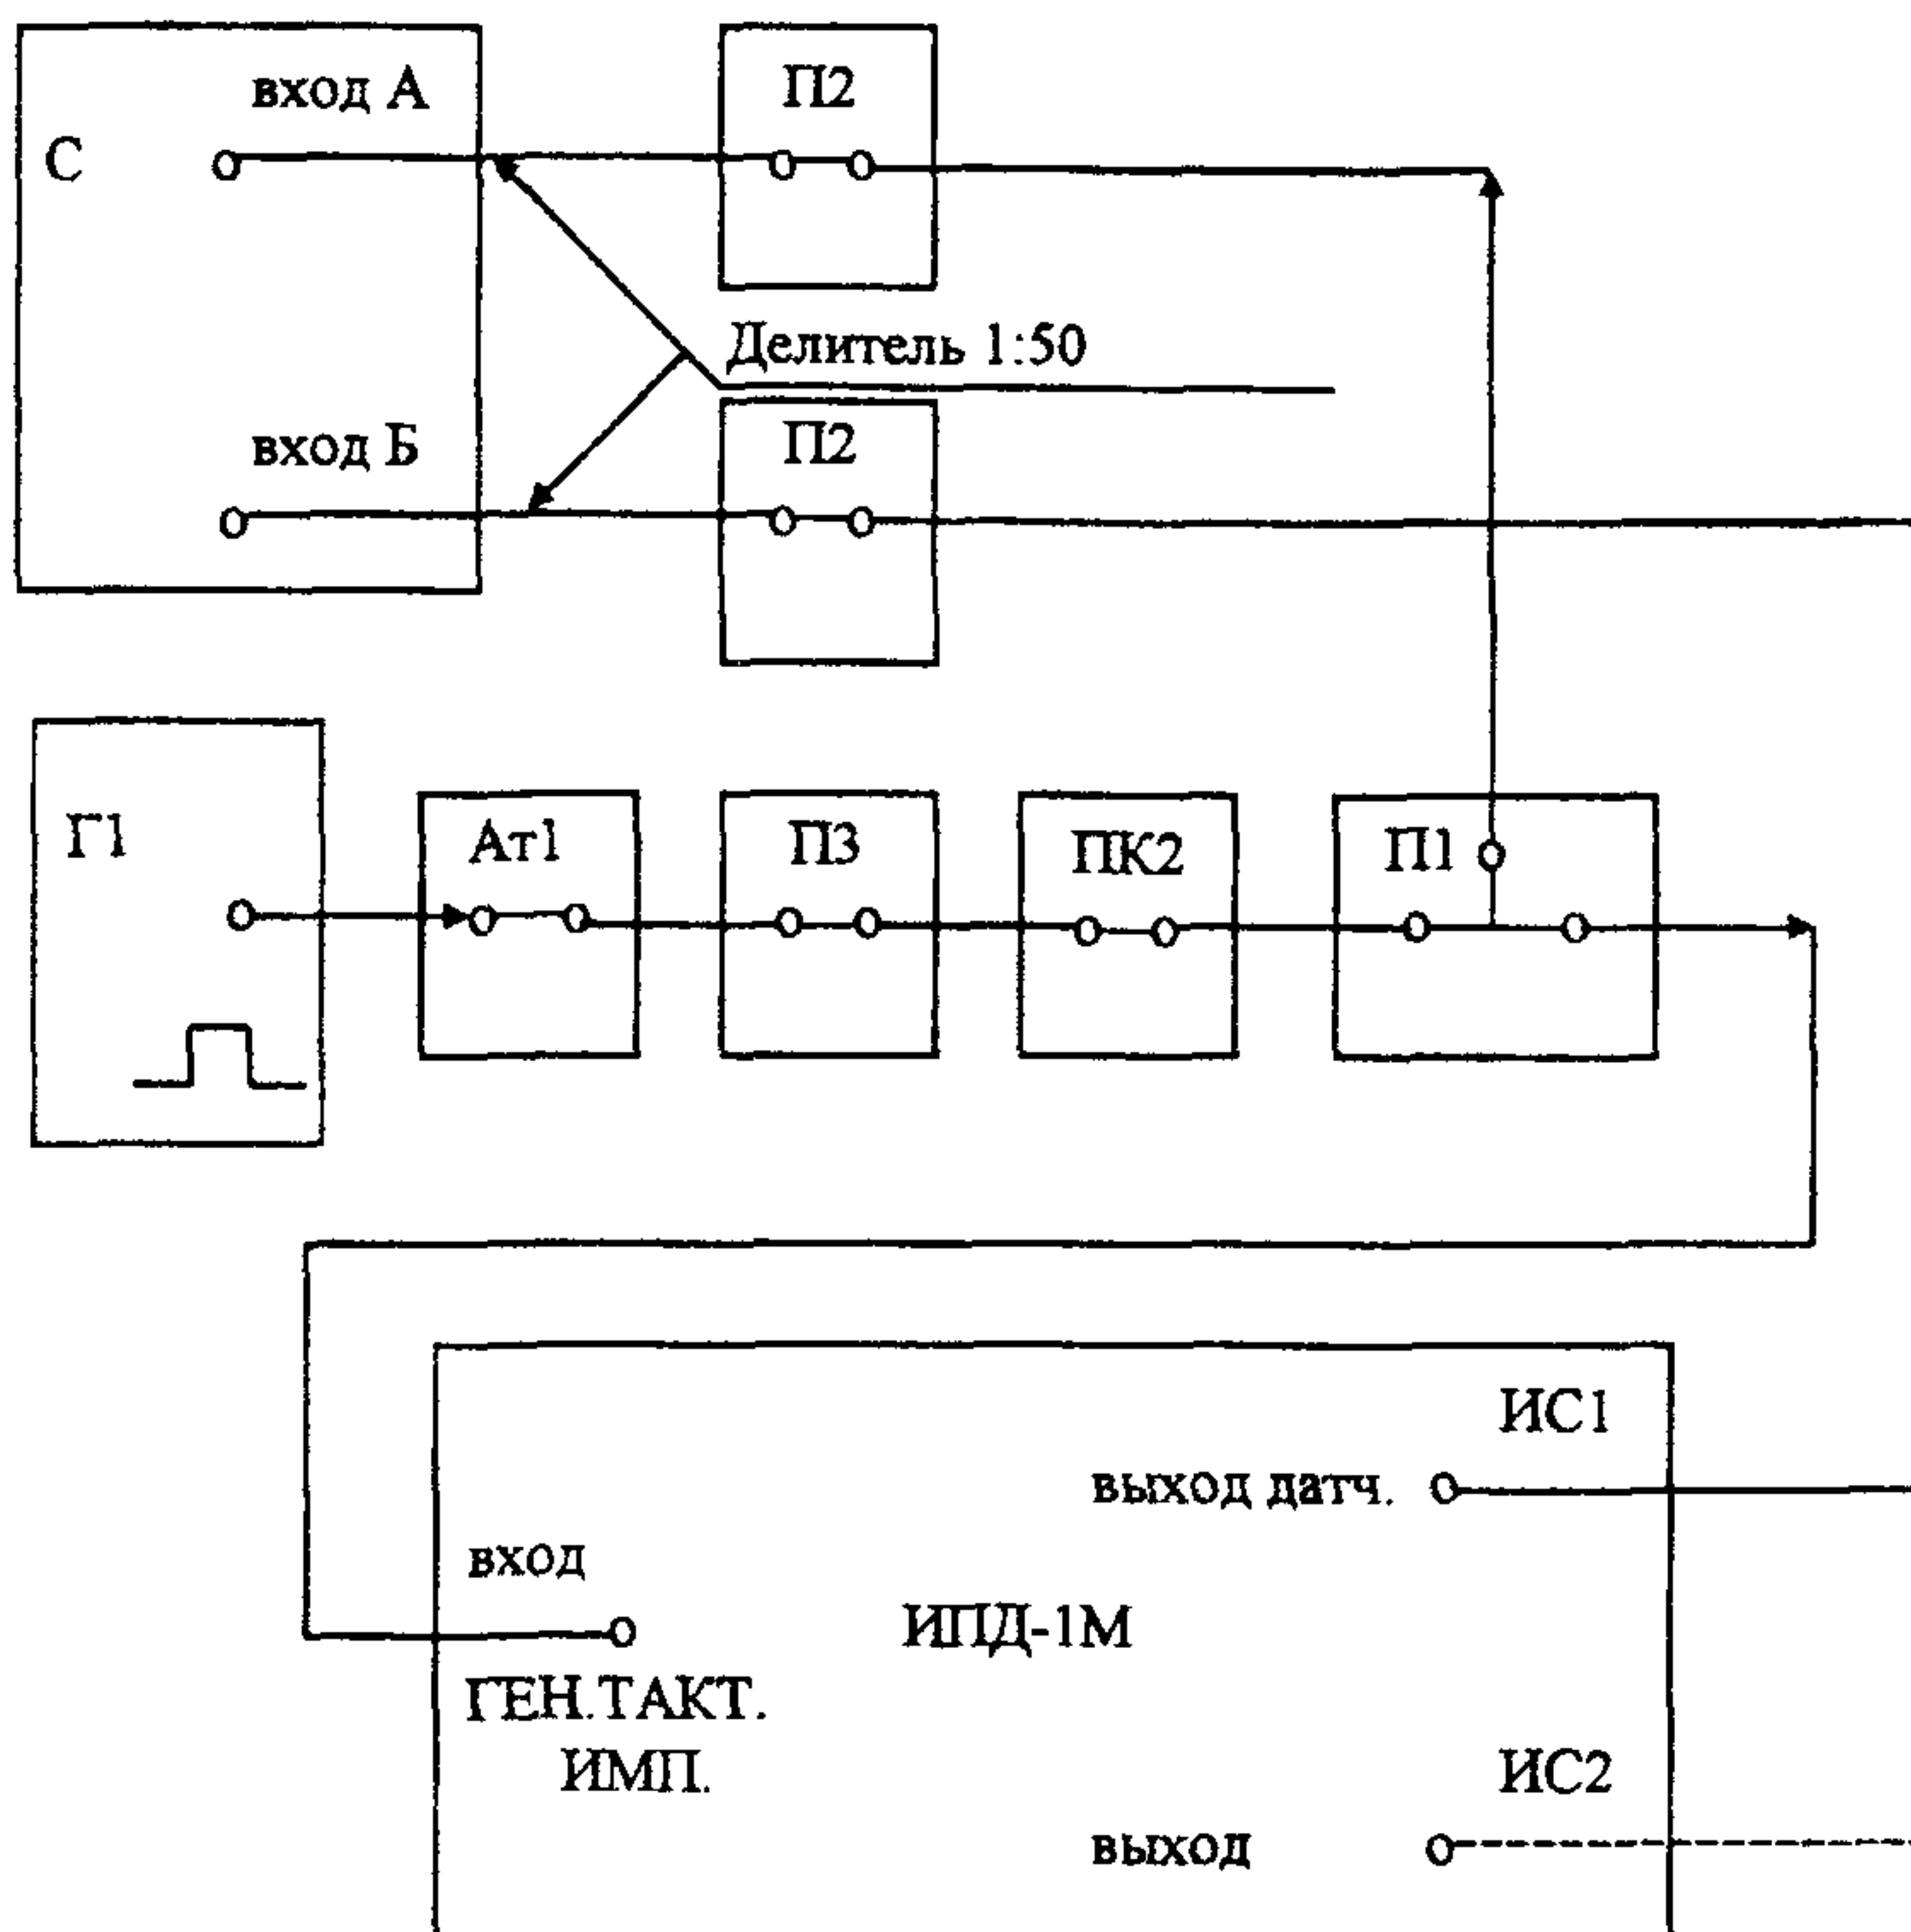 вход А
П2
С
Делитель 1:50
вход Б
П2
Г1
Ат1
П3
ПК2
П1
ИС1
выход датч.
вход
ИПД-1М
ГЕН.ТАКТ.
ИМП.
ИС2
выход